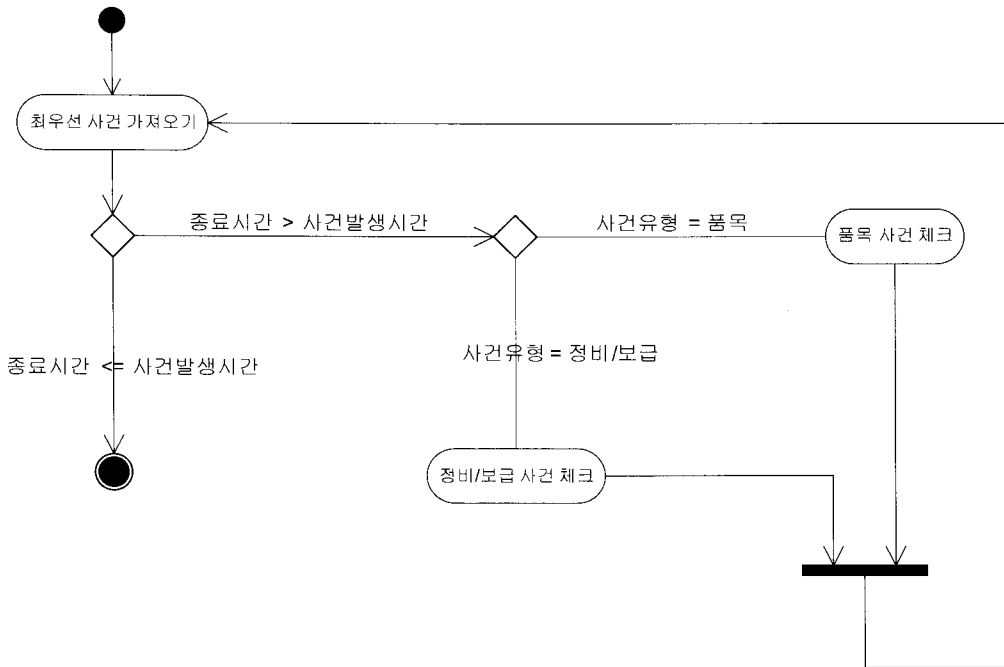 최우선 사건 가져오기
종료시간 > 사건발생시간
사건유형 = 품목
품목 사건 체크
종료시간 <= 사건발생시간
사건유형 = 정비/보급
정비/보급 사건 체크